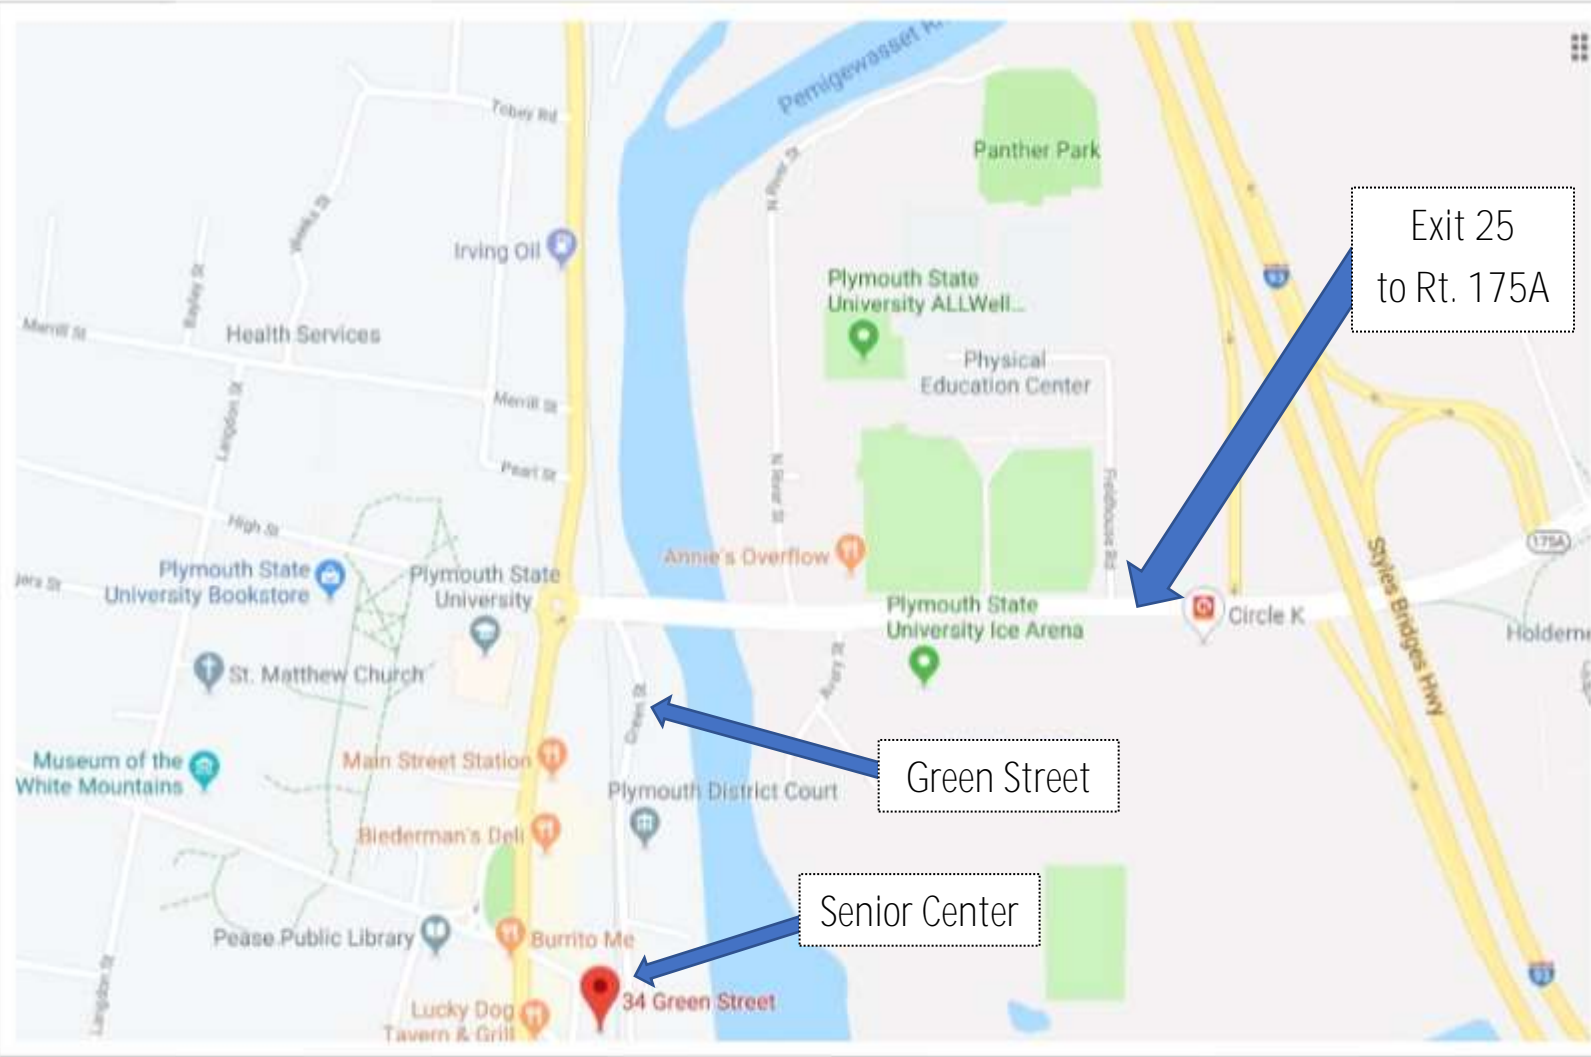 Pemigewasset
Tobey Rd
Panther Park
N River St
Weeks St
Exit 25
to Rt. 175A
Irving Oil
93
Bayley St
Plymouth State
University ALLWell...
Merrill St
Health Services
Physical
Education Center
Langdon St
Merrill St
Pearl St
N River St
Fieldhouse Rd
High St
175A
Annie's Overflow
Styles Bridges Hwy
Plymouth State
University Bookstore
Plymouth State
University
Plymouth State
University Ice Arena
Circle K
Holderne
St. Matthew Church
Avery St
Green St
Museum of the
White Mountains
Main Street Station
Green Street
Plymouth District Court
Biederman's Deli
Senior Center
Pease Public Library
Burrito Me
93
Langdon St
34 Green Street
Lucky Dog
Tavern & Grill